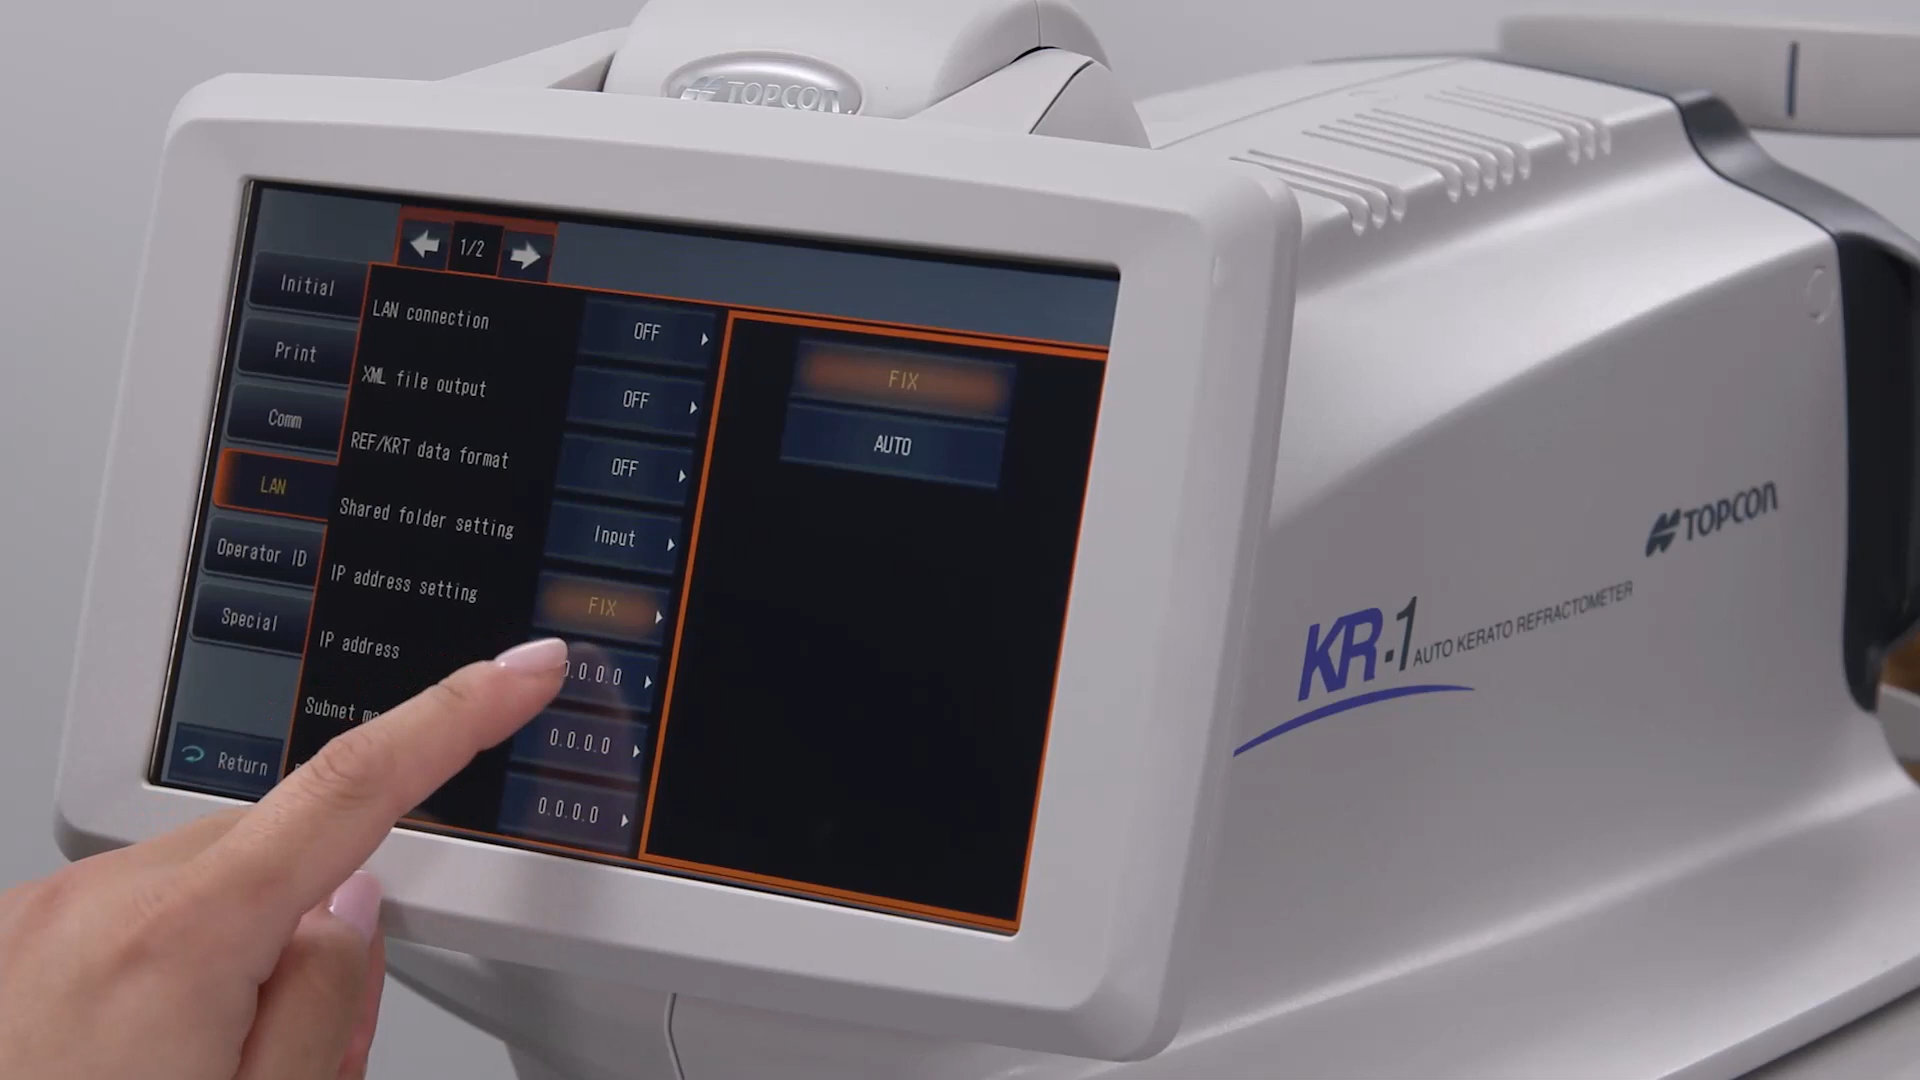 TOPCON
1/2
Initial
Print
Comm
LAN
Operator ID
Special
Return
LAN connection OFF
XML file output OFF
REF/KRT data format OFF
Shared folder setting Input
IP address setting FIX
IP address 0.0.0.0
Subnet
0.0.0.0
0.0.0.0
FIX
AUTO
TOPCON
KR-1 AUTO KERATO REFRACTOMETER